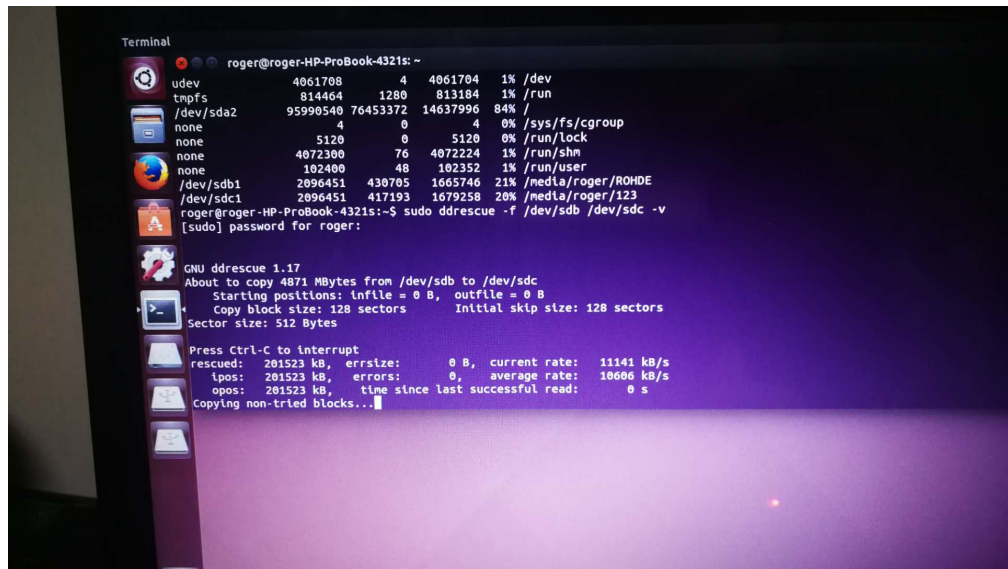 Terminal
roger@roger-HP-ProBook-4321s: ~
udev 4061708 4 4061704 1% /dev
tmpfs 814464 1280 813184 1% /run
/dev/sda2 95990540 76453372 14637996 84% /
none 4 0 4 0% /sys/fs/cgroup
none 5120 0 5120 0% /run/lock
none 4072300 76 4072224 1% /run/shm
none 102400 48 102352 1% /run/user
/dev/sdb1 2096451 430705 1665746 21% /media/roger/ROHDE
/dev/sdc1 2096451 417193 1679258 20% /media/roger/123
roger@roger-HP-ProBook-4321s:~$ sudo ddrescue -f /dev/sdb /dev/sdc -v
[sudo] password for roger:
GNU ddrescue 1.17
About to copy 4871 MBytes from /dev/sdb to /dev/sdc
Starting positions: infile = 0 B, outfile = 0 B
Copy block size: 128 sectors Initial skip size: 128 sectors
Sector size: 512 Bytes
Press Ctrl-C to interrupt
rescued: 201523 kB, errsize: 0 B, current rate: 11141 kB/s
ipos: 201523 kB, errors: 0, average rate: 10606 kB/s
opos: 201523 kB, time since last successful read: 0 s
Copying non-tried blocks...